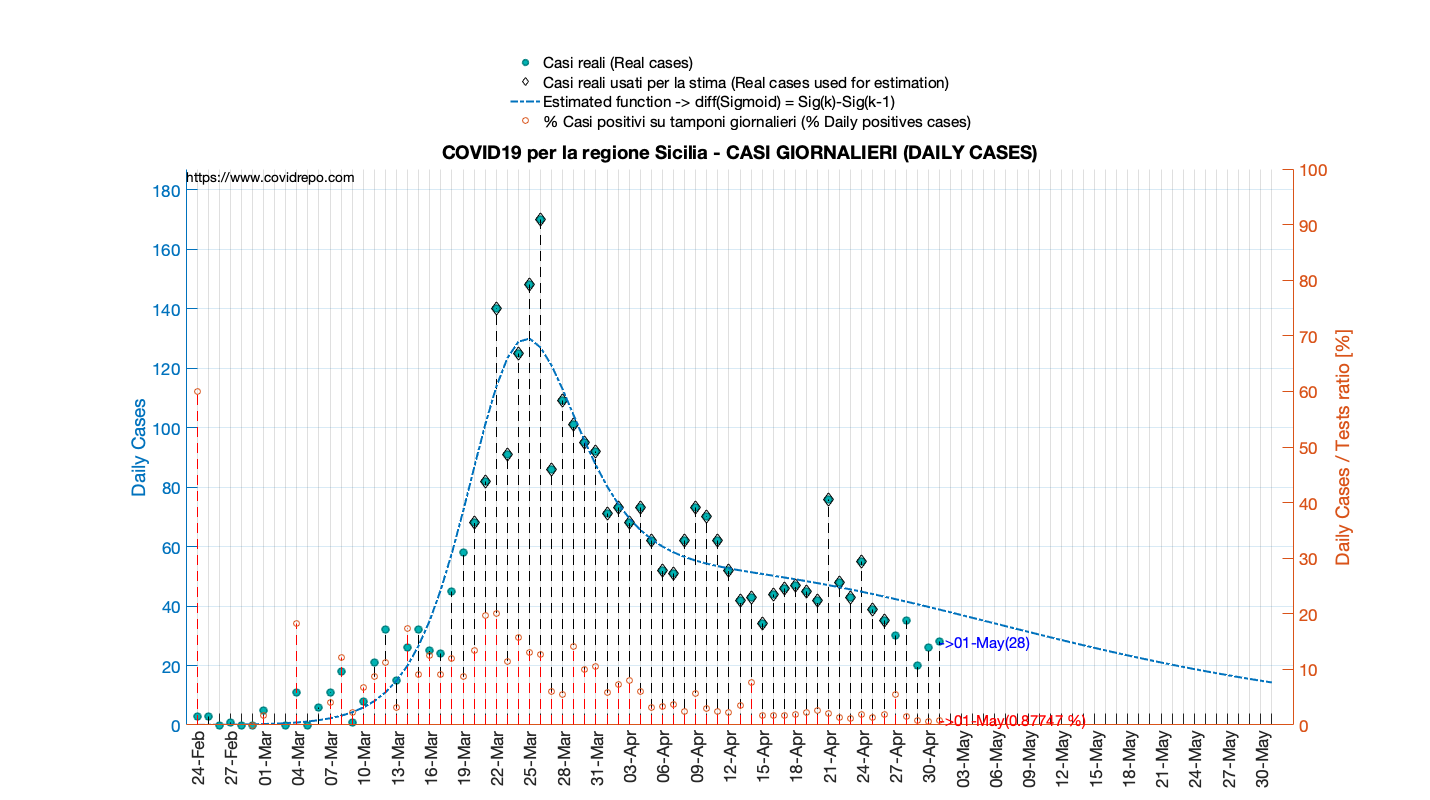 Casi reali (Real cases)
Casi reali usati per la stima (Real cases used for estimation)
Estimated function -> diff(Sigmoid) = Sig(k)-Sig(k-1)
% Casi positivi su tamponi giornalieri (% Daily positives cases)
COVID19 per la regione Sicilia - CASI GIORNALIERI (DAILY CASES)
https://www.covidrepo.com
Daily Cases
180
160
140
120
100
80
60
40
20
0
100
90
80
70
60
50
40
30
20
10
0
Daily Cases / Tests ratio [%]
->01-May(28)
->01-May(0.87747 %)
24-Feb
27-Feb
01-Mar
04-Mar
07-Mar
10-Mar
13-Mar
16-Mar
19-Mar
22-Mar
25-Mar
28-Mar
31-Mar
03-Apr
06-Apr
09-Apr
12-Apr
15-Apr
18-Apr
21-Apr
24-Apr
27-Apr
30-Apr
03-May
06-May
09-May
12-May
15-May
18-May
21-May
24-May
27-May
30-May